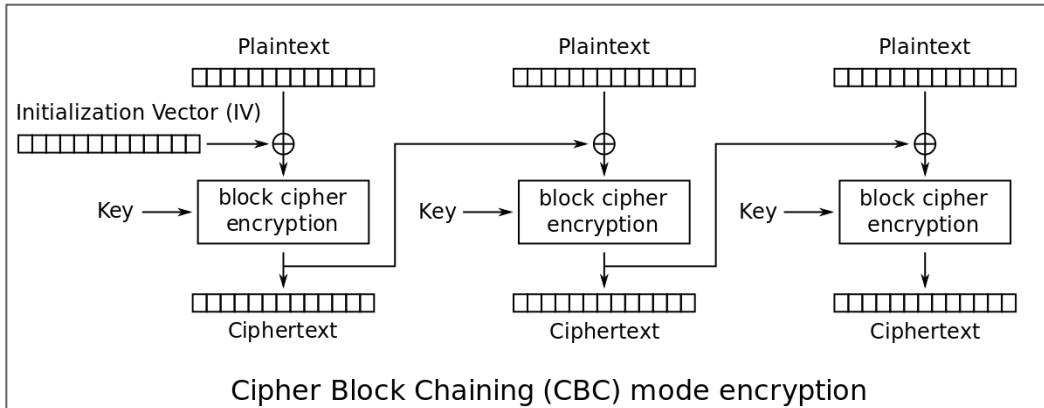 Plaintext
Plaintext
Plaintext
Initialization Vector (IV)
Key
block cipher
encryption
Key
block cipher
encryption
Key
block cipher
encryption
Ciphertext
Ciphertext
Ciphertext
Cipher Block Chaining (CBC) mode encryption